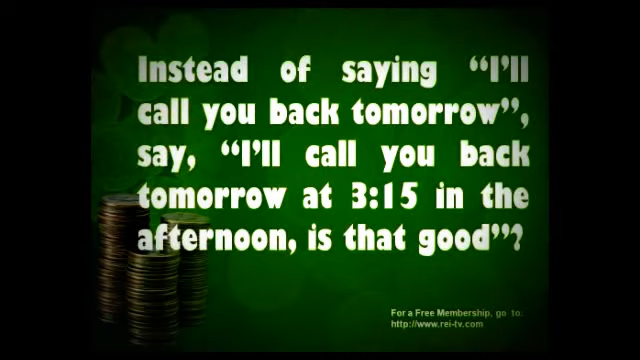 Instead of saying “I’ll
call you back tomorrow”,
say, “I’ll call you back
tomorrow at 3:15 in the
afternoon, is that good”?
For a Free Membership, go to:
http://www.rei-tv.com